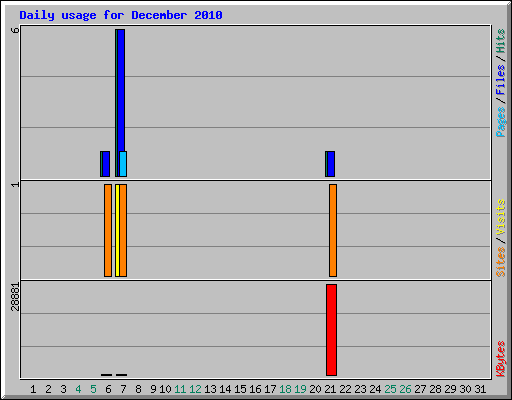 Daily usage for December 2010
6
1
28881
Pages / Files / Hits
Sites / Visits
KBytes
1 2 3 4 5 6 7 8 9 10 11 12 13 14 15 16 17 18 19 20 21 22 23 24 25 26 27 28 29 30 31